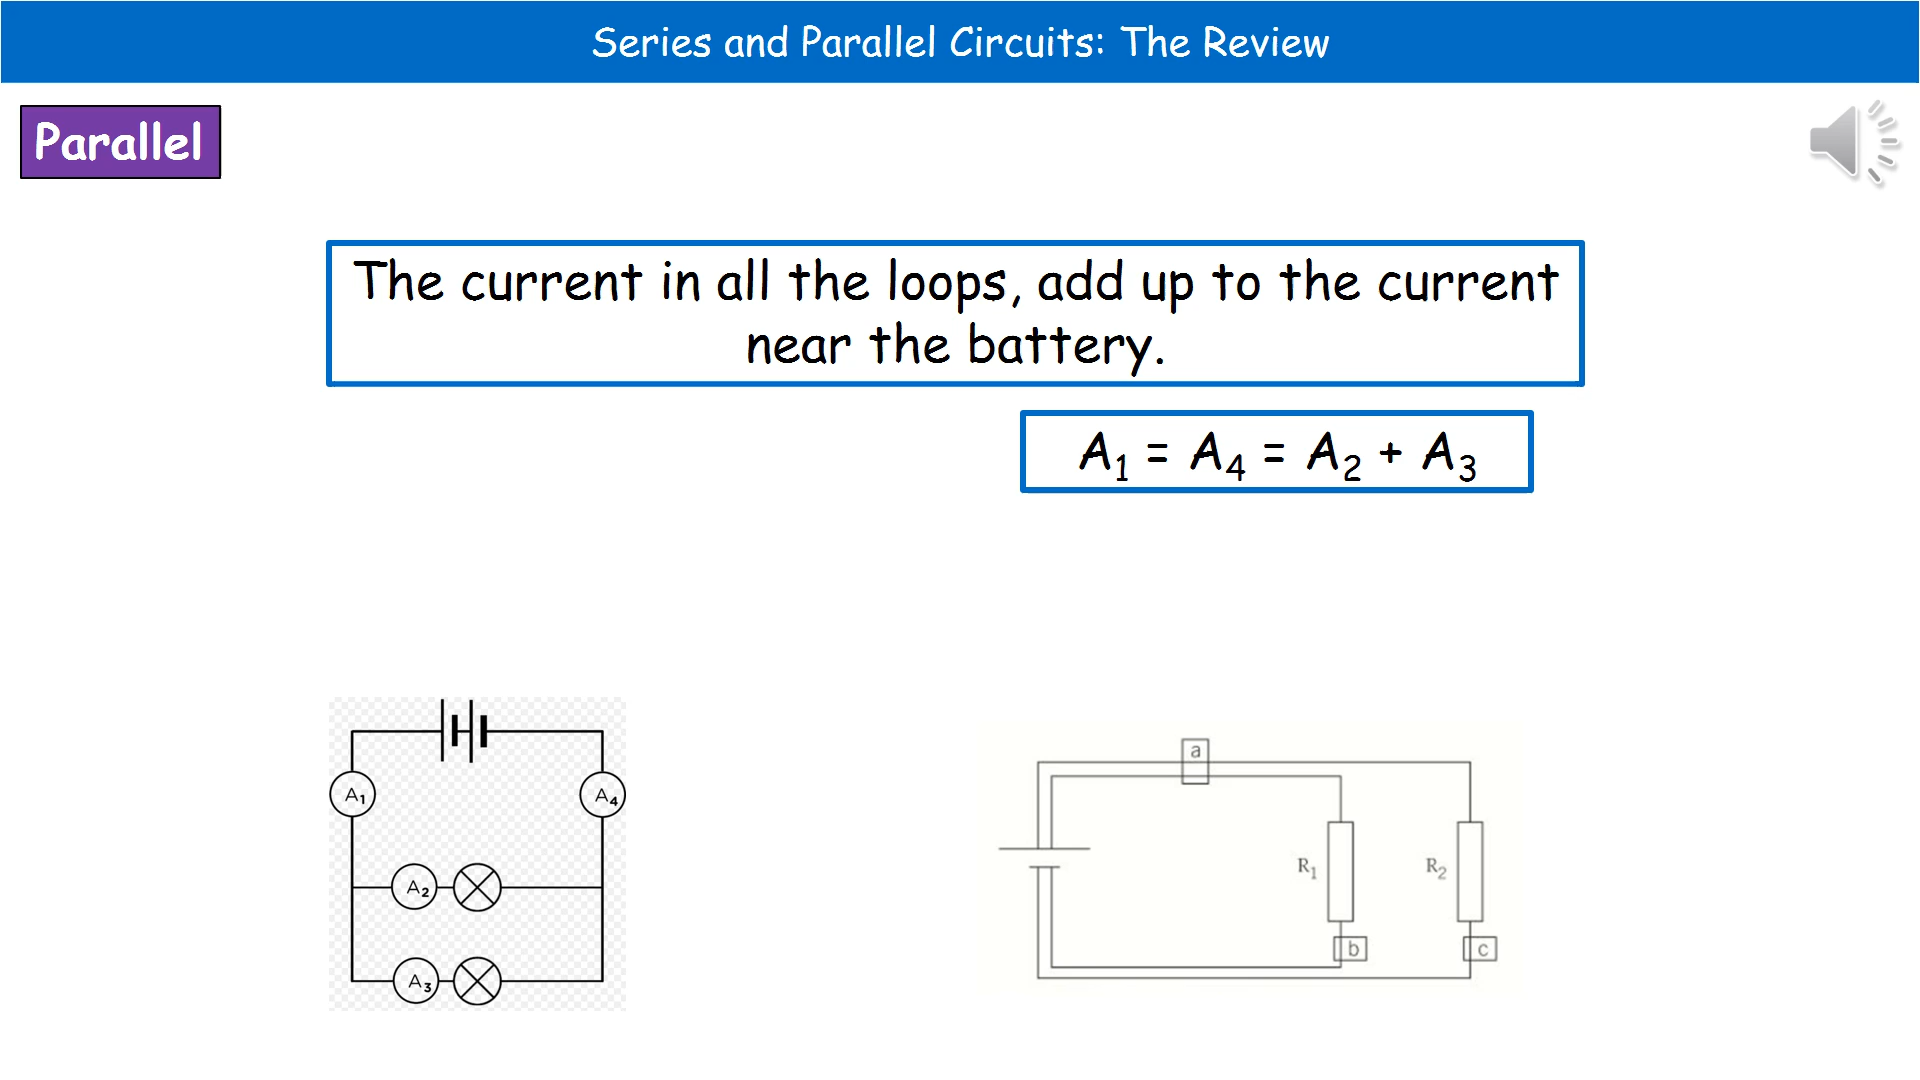 Series and Parallel Circuits: The Review
Parallel
The current in all the loops, add up to the current
near the battery.
A₁ = A₄ = A₂ + A₃
A₁
A₄
A₂
A₃
a
R₁
R₂
b
c